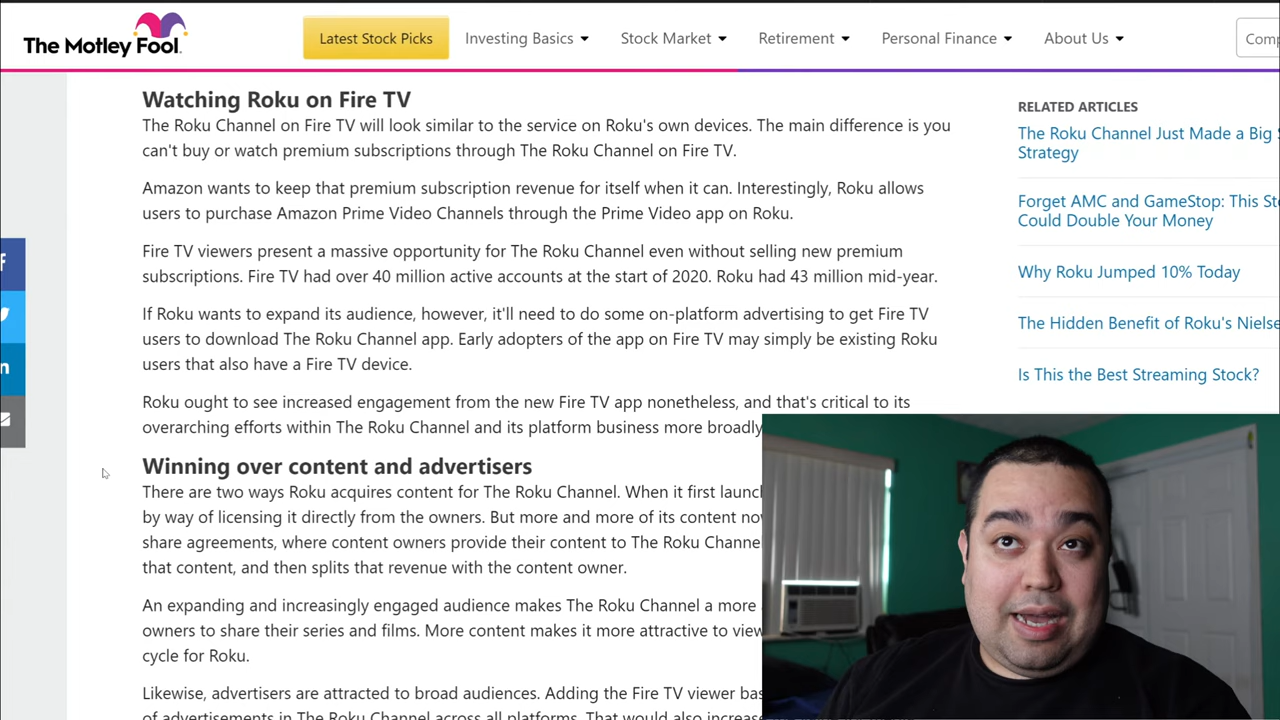 The Motley Fool.
Latest Stock Picks
Investing Basics
Stock Market
Retirement
Personal Finance
About Us
Watching Roku on Fire TV
The Roku Channel on Fire TV will look similar to the service on Roku's own devices. The main difference is you
can't buy or watch premium subscriptions through The Roku Channel on Fire TV.
Amazon wants to keep that premium subscription revenue for itself when it can. Interestingly, Roku allows
users to purchase Amazon Prime Video Channels through the Prime Video app on Roku.
Fire TV viewers present a massive opportunity for The Roku Channel even without selling new premium
subscriptions. Fire TV had over 40 million active accounts at the start of 2020. Roku had 43 million mid-year.
If Roku wants to expand its audience, however, it'll need to do some on-platform advertising to get Fire TV
users to download The Roku Channel app. Early adopters of the app on Fire TV may simply be existing Roku
users that also have a Fire TV device.
Roku ought to see increased engagement from the new Fire TV app nonetheless, and that's critical to its
overarching efforts within The Roku Channel and its platform business more broadly
Winning over content and advertisers
There are two ways Roku acquires content for The Roku Channel. When it first
by way of licensing it directly from the owners. But more and more of its content
share agreements, where content owners provide their content to The Roku
that content, and then splits that revenue with the content owner.
An expanding and increasingly engaged audience makes The Roku Channel a more
owners to share their series and films. More content makes it more attractive to
cycle for Roku.
Likewise, advertisers are attracted to broad audiences. Adding the Fire TV viewer
of advertisements in The Roku Channel across all platforms. That would also
RELATED ARTICLES
The Roku Channel Just Made a Big
Strategy
Forget AMC and GameStop: This
Could Double Your Money
Why Roku Jumped 10% Today
The Hidden Benefit of Roku's
Is This the Best Streaming Stock?